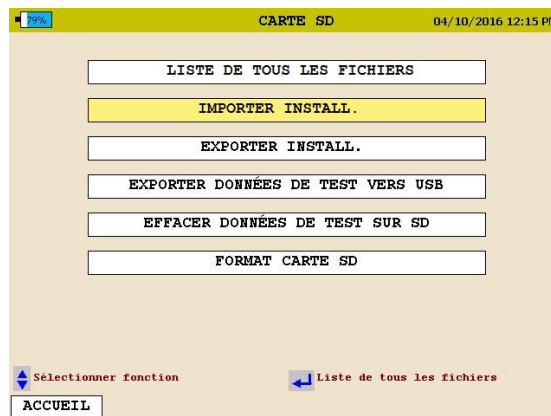 79% CARTE SD 04/10/2016 12:15 P
LISTE DE TOUS LES FICHIERS
IMPORTER INSTALL.
EXPORTER INSTALL.
EXPORTER DONNÉES DE TEST VERS USB
EFFACER DONNÉES DE TEST SUR SD
FORMAT CARTE SD
Sélectionner fonction Liste de tous les fichiers
ACCUEIL